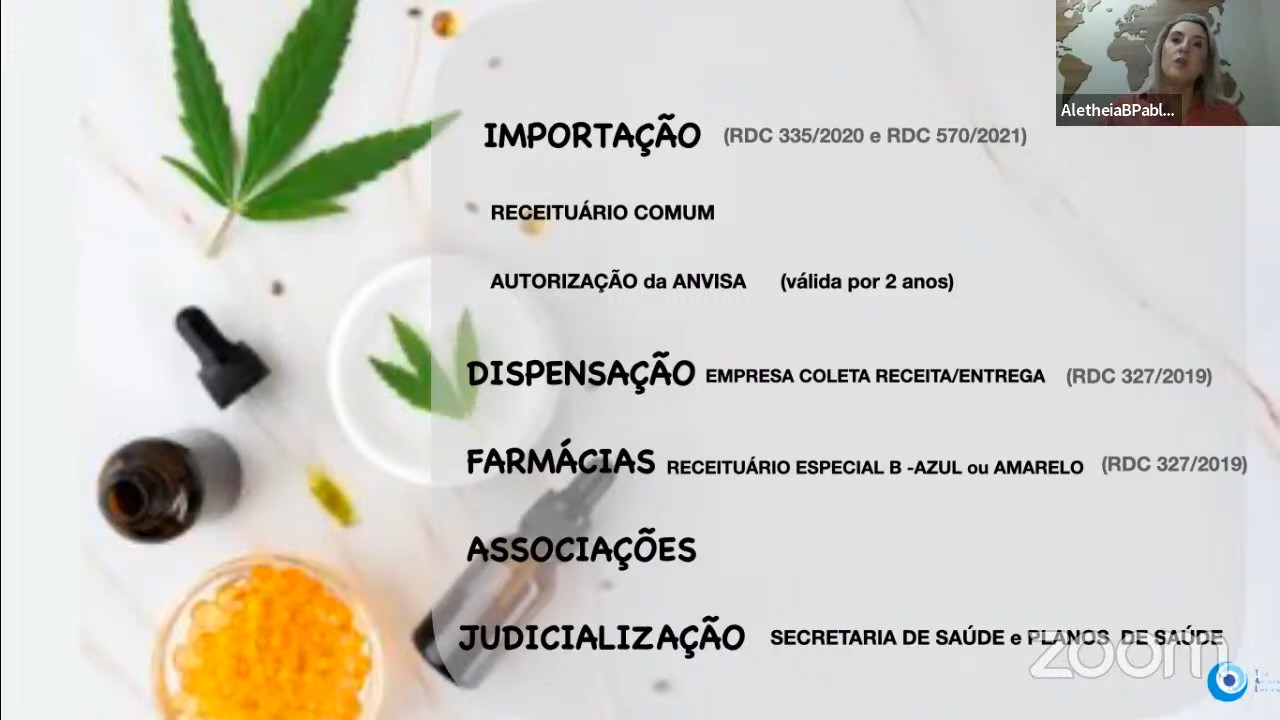 AletheiaBPabl...
IMPORTAÇÃO (RDC 335/2020 e RDC 570/2021)
RECEITUÁRIO COMUM
AUTORIZAÇÃO da ANVISA (válida por 2 anos)
DISPENSAÇÃO EMPRESA COLETA RECEITA/ENTREGA (RDC 327/2019)
FARMÁCIAS RECEITUÁRIO ESPECIAL B -AZUL ou AMARELO (RDC 327/2019)
ASSOCIAÇÕES
JUDICIALIZAÇÃO SECRETARIA DE SAÚDE e PLANOS DE SAÚDE
zoom